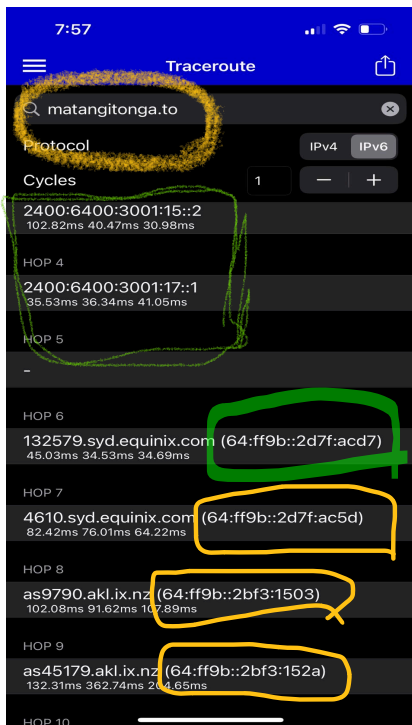 7:57
Traceroute
matangitonga.to
Protocol
IPv4 IPv6
Cycles
1
2400:6400:3001:15::2
102.82ms 40.47ms 30.98ms
HOP 4
2400:6400:3001:17::1
35.53ms 36.34ms 41.05ms
HOP 5
-
HOP 6
132579.syd.equinix.com (64:ff9b::2d7f:acd7)
45.03ms 34.53ms 34.69ms
HOP 7
4610.syd.equinix.com (64:ff9b::2d7f:ac5d)
82.42ms 76.01ms 64.22ms
HOP 8
as9790.akl.ix.nz (64:ff9b::2bf3:1503)
102.08ms 91.62ms 107.89ms
HOP 9
as45179.akl.ix.nz (64:ff9b::2bf3:152a)
132.31ms 362.74ms 204.65ms
HOP 10